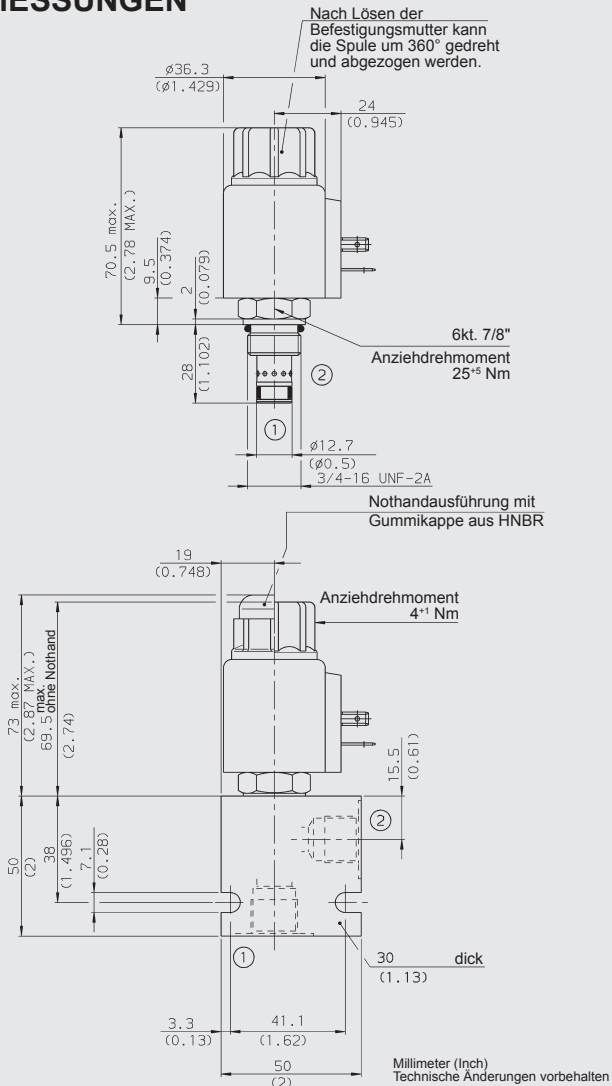 MESSUNGEN
Nach Lösen der
Befestigungsmutter kann
die Spule um 360° gedreht
und abgezogen werden.
ø36.3
(ø1.429)
24
(0.945)
70.5 max.
(2.78 MAX.)
9.5
(0.374)
2
(0.079)
28
(1.102)
6kt. 7/8"
Anziehdrehmoment
25⁺⁵ Nm
2
1
ø12.7
(ø0.5)
3/4-16 UNF-2A
Nothandausführung mit
Gummikappe aus HNBR
19
(0.748)
Anziehdrehmoment
4⁺¹ Nm
73 max.
(2.87 MAX.)
69.5 max.
ohne Nothand
(2.74)
15.5
(0.61)
50
(2)
38
(1.496)
7.1
(0.28)
2
1
30 dick
(1.13)
3.3
(0.13)
41.1
(1.62)
50
(2)
Millimeter (Inch)
Technische Änderungen vorbehalten